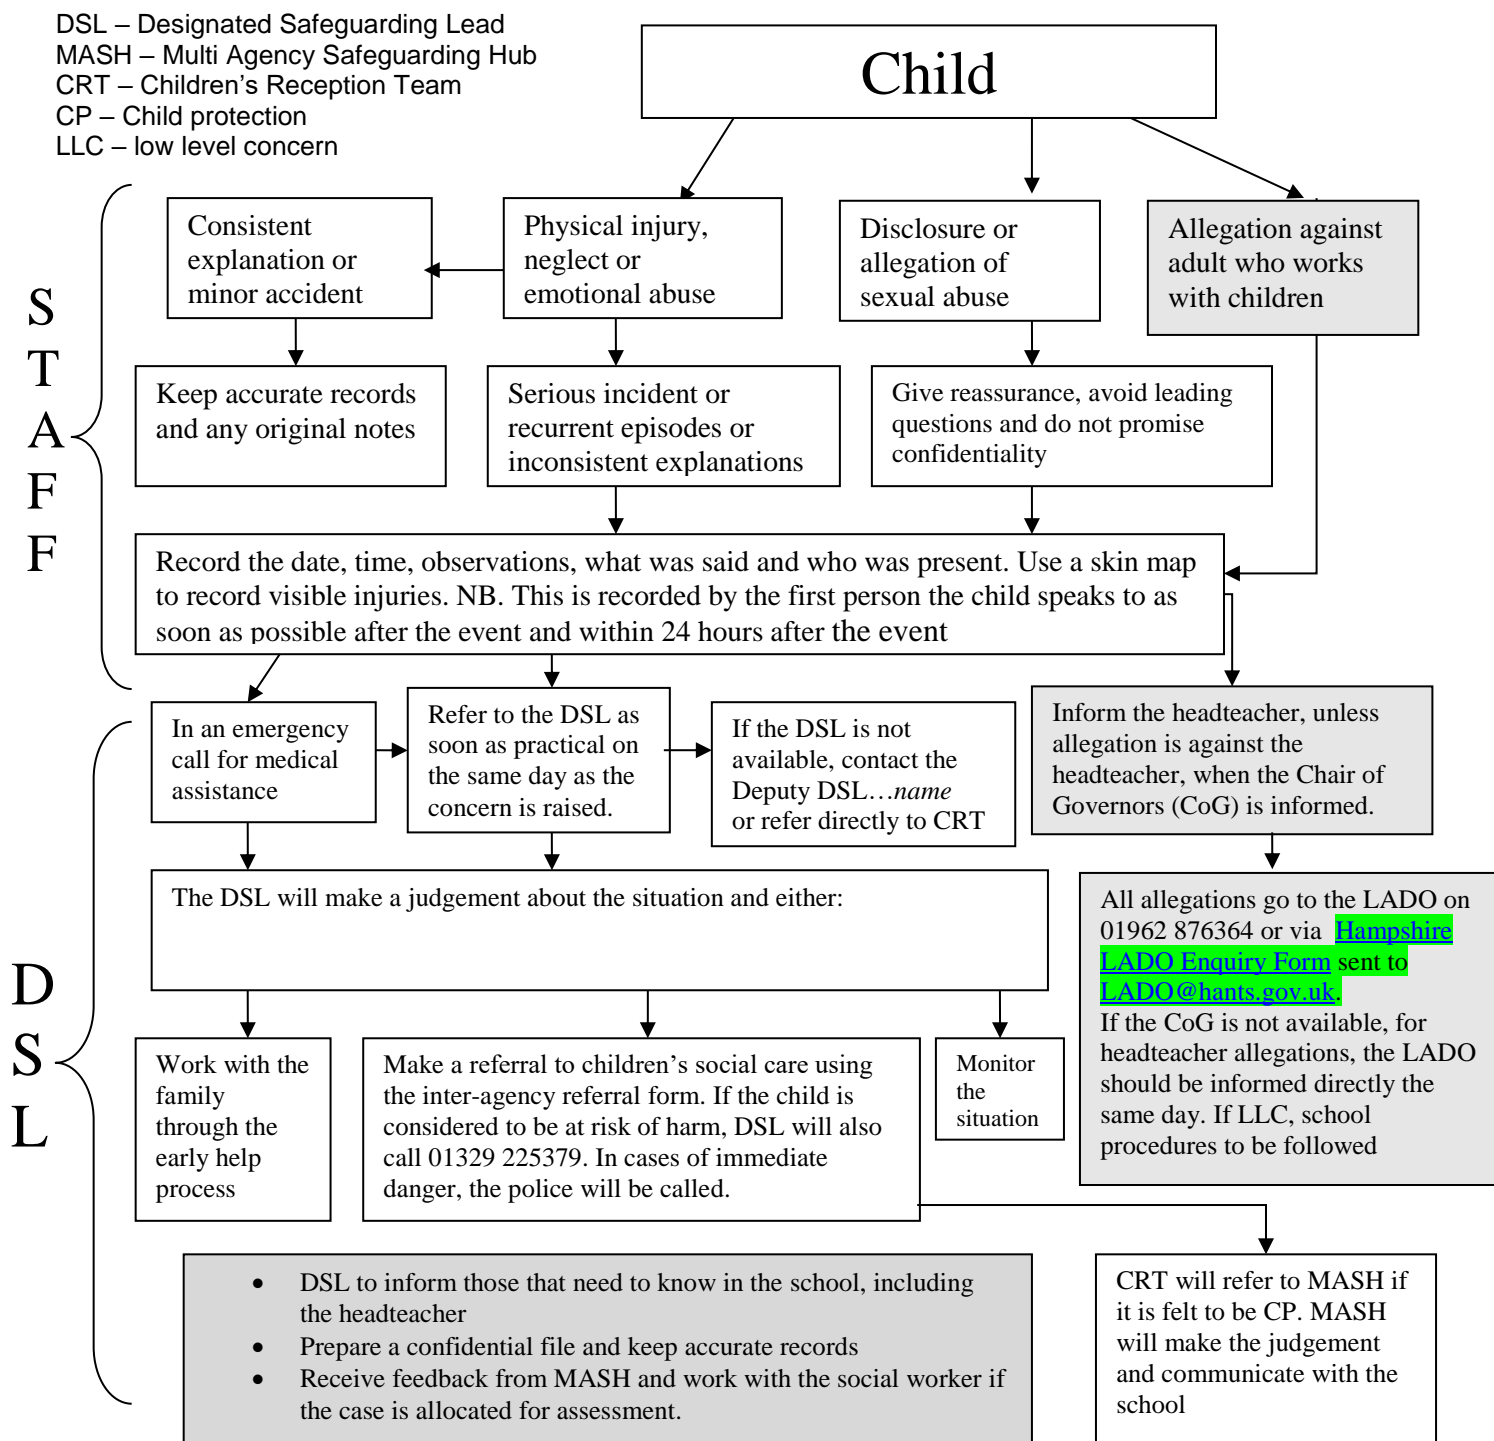 DSL – Designated Safeguarding Lead
MASH – Multi Agency Safeguarding Hub
CRT – Children's Reception Team
CP – Child protection
LLC – low level concern
Child
S
T
A
F
F
Consistent
explanation or
minor accident
Physical injury,
neglect or
emotional abuse
Disclosure or
allegation of
sexual abuse
Allegation against
adult who works
with children
Keep accurate records
and any original notes
Serious incident or
recurrent episodes or
inconsistent explanations
Give reassurance, avoid leading
questions and do not promise
confidentiality
Record the date, time, observations, what was said and who was present. Use a skin map
to record visible injuries. NB. This is recorded by the first person the child speaks to as
soon as possible after the event and within 24 hours after the event
D
S
L
In an emergency
call for medical
assistance
Refer to the DSL as
soon as practical on
the same day as the
concern is raised.
If the DSL is not
available, contact the
Deputy DSL…name
or refer directly to CRT
Inform the headteacher, unless
allegation is against the
headteacher, when the Chair of
Governors (CoG) is informed.
The DSL will make a judgement about the situation and either:
All allegations go to the LADO on
01962 876364 or via Hampshire
LADO Enquiry Form sent to
LADO@hants.gov.uk.
If the CoG is not available, for
headteacher allegations, the LADO
should be informed directly the
same day. If LLC, school
procedures to be followed
Work with the
family
through the
early help
process
Make a referral to children's social care using
the inter-agency referral form. If the child is
considered to be at risk of harm, DSL will also
call 01329 225379. In cases of immediate
danger, the police will be called.
Monitor
the
situation
• DSL to inform those that need to know in the school, including
the headteacher
• Prepare a confidential file and keep accurate records
• Receive feedback from MASH and work with the social worker if
the case is allocated for assessment.
CRT will refer to MASH if
it is felt to be CP. MASH
will make the judgement
and communicate with the
school